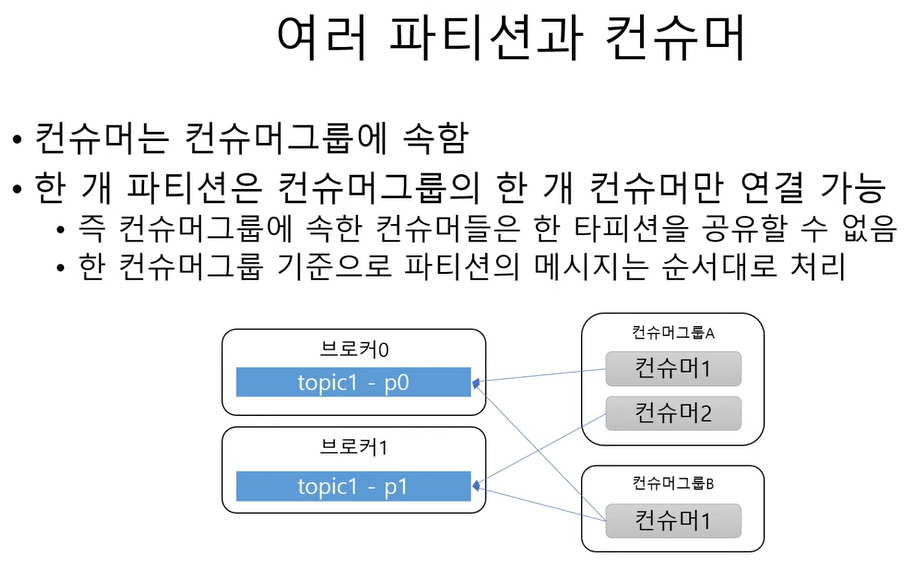 여러 파티션과 컨슈머
• 컨슈머는 컨슈머그룹에 속함
• 한 개 파티션은 컨슈머그룹의 한 개 컨슈머만 연결 가능
• 즉 컨슈머그룹에 속한 컨슈머들은 한 타피션을 공유할 수 없음
• 한 컨슈머그룹 기준으로 파티션의 메시지는 순서대로 처리
브로커0
topic1 - p0
브로커1
topic1 - p1
컨슈머그룹A
컨슈머1
컨슈머2
컨슈머그룹B
컨슈머1